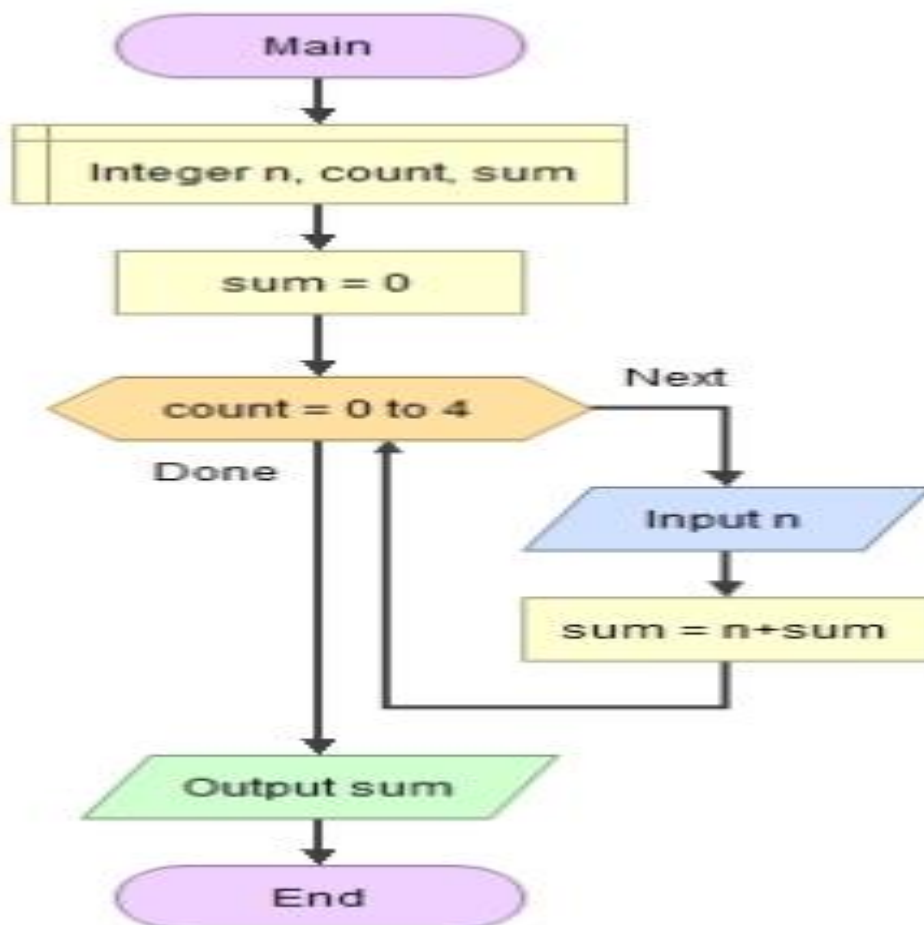 Main
Integer n, count, sum
sum = 0
count = 0 to 4
Next
Done
Input n
sum = n+sum
Output sum
End